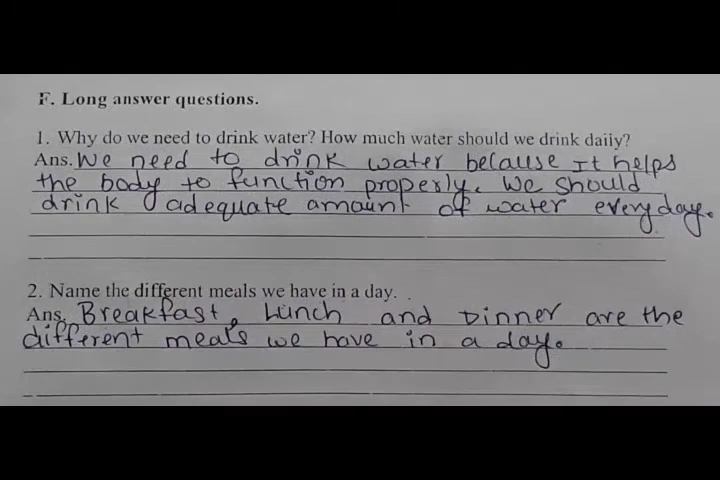 F. Long answer questions.
1. Why do we need to drink water? How much water should we drink daily?
Ans. We need to drink water because It helps
the body to function properly. We should
drink adequate amount of water everyday.
2. Name the different meals we have in a day.
Ans. Breakfast, Lunch and Dinner are the
different meals we have in a day.